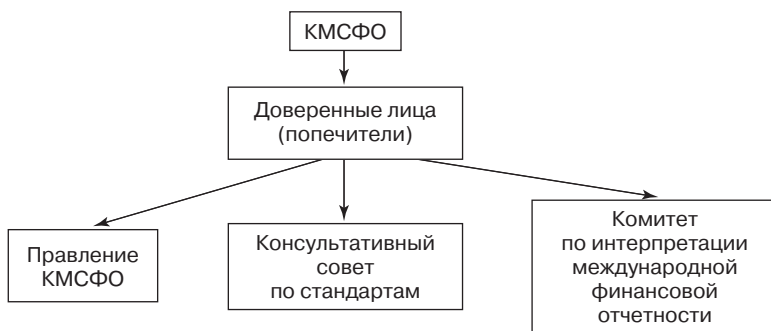 КМСФО
Доверенные лица
(попечители)
Правление
КМСФО
Консультативный
совет
по стандартам
Комитет
по интерпретации
международной
финансовой
отчетности